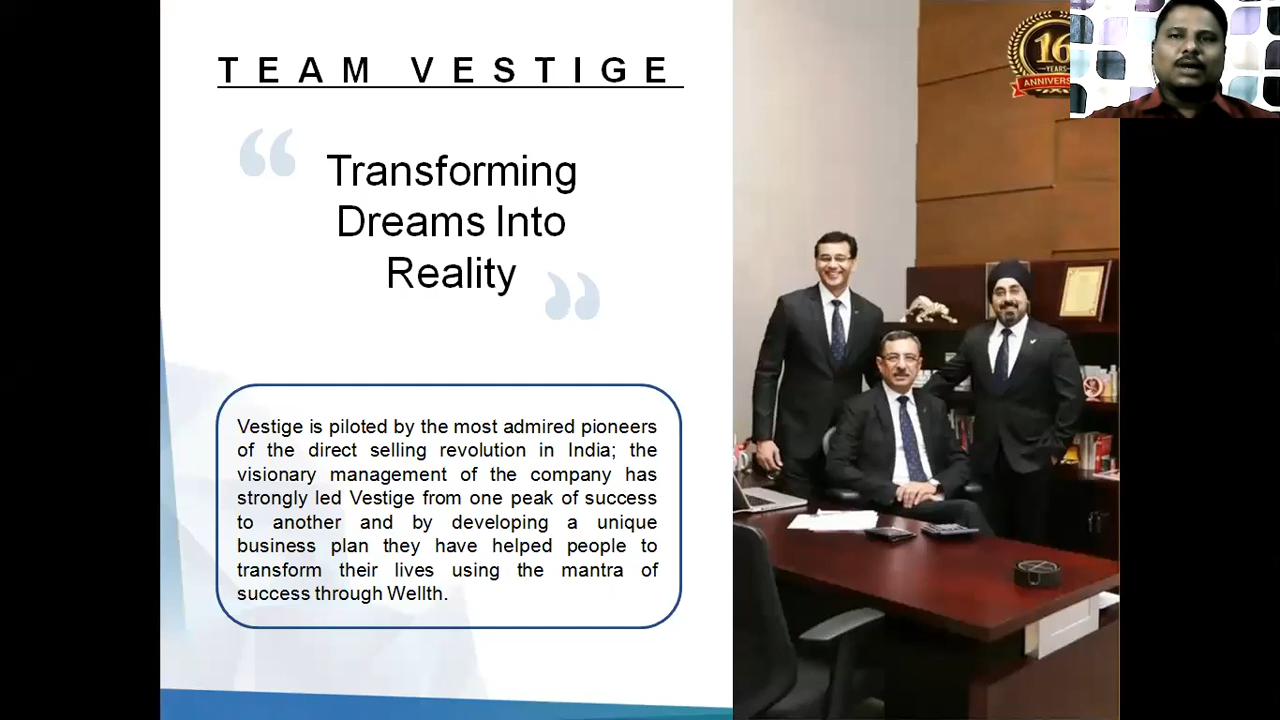 TEAM VESTIGE
“ Transforming
Dreams Into
Reality ”
Vestige is piloted by the most admired pioneers
of the direct selling revolution in India; the
visionary management of the company has
strongly led Vestige from one peak of success
to another and by developing a unique
business plan they have helped people to
transform their lives using the mantra of
success through Wellth.
16
YEARS
ANNIVERS